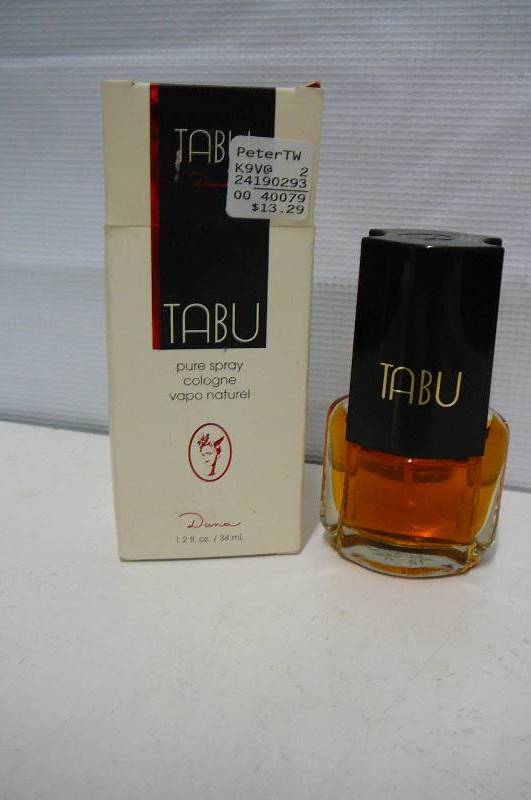 TABU
Dana
PeterTW
K9V@ 2
24190293
00 40079
$13.29
TABU
pure spray
cologne
vapo naturel
Dana
1.2 fl. oz. / 34 ml.
TABU